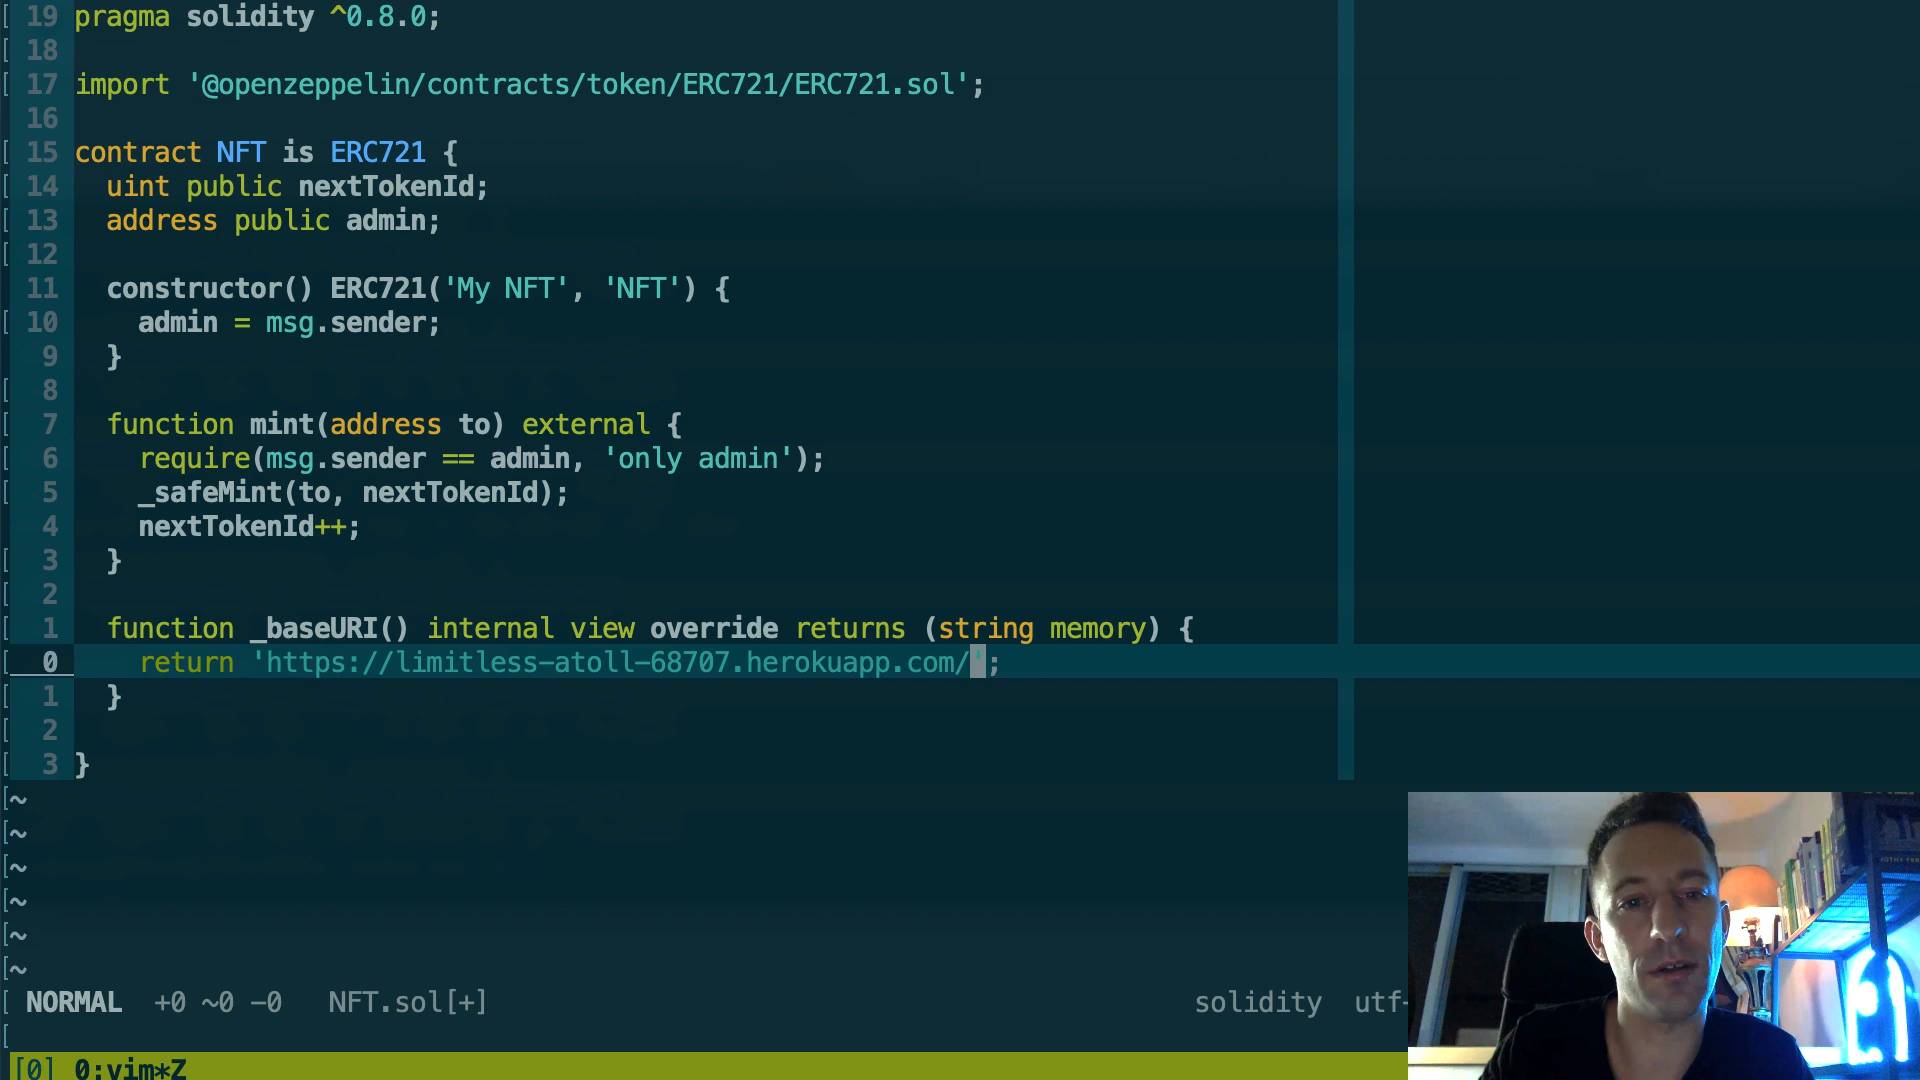 19 pragma solidity ^0.8.0;
18
17 import '@openzeppelin/contracts/token/ERC721/ERC721.sol';
16
15 contract NFT is ERC721 {
14 uint public nextTokenId;
13 address public admin;
12
11 constructor() ERC721('My NFT', 'NFT') {
10 admin = msg.sender;
9 }
8
7 function mint(address to) external {
6 require(msg.sender == admin, 'only admin');
5 _safeMint(to, nextTokenId);
4 nextTokenId++;
3 }
2
1 function _baseURI() internal view override returns (string memory) {
0 return 'https://limitless-atoll-68707.herokuapp.com/';
1 }
2
3 }
~
~
~
~
~
~
NORMAL +0 ~0 -0 NFT.sol[+] solidity utf-
[0] 0:vim*Z